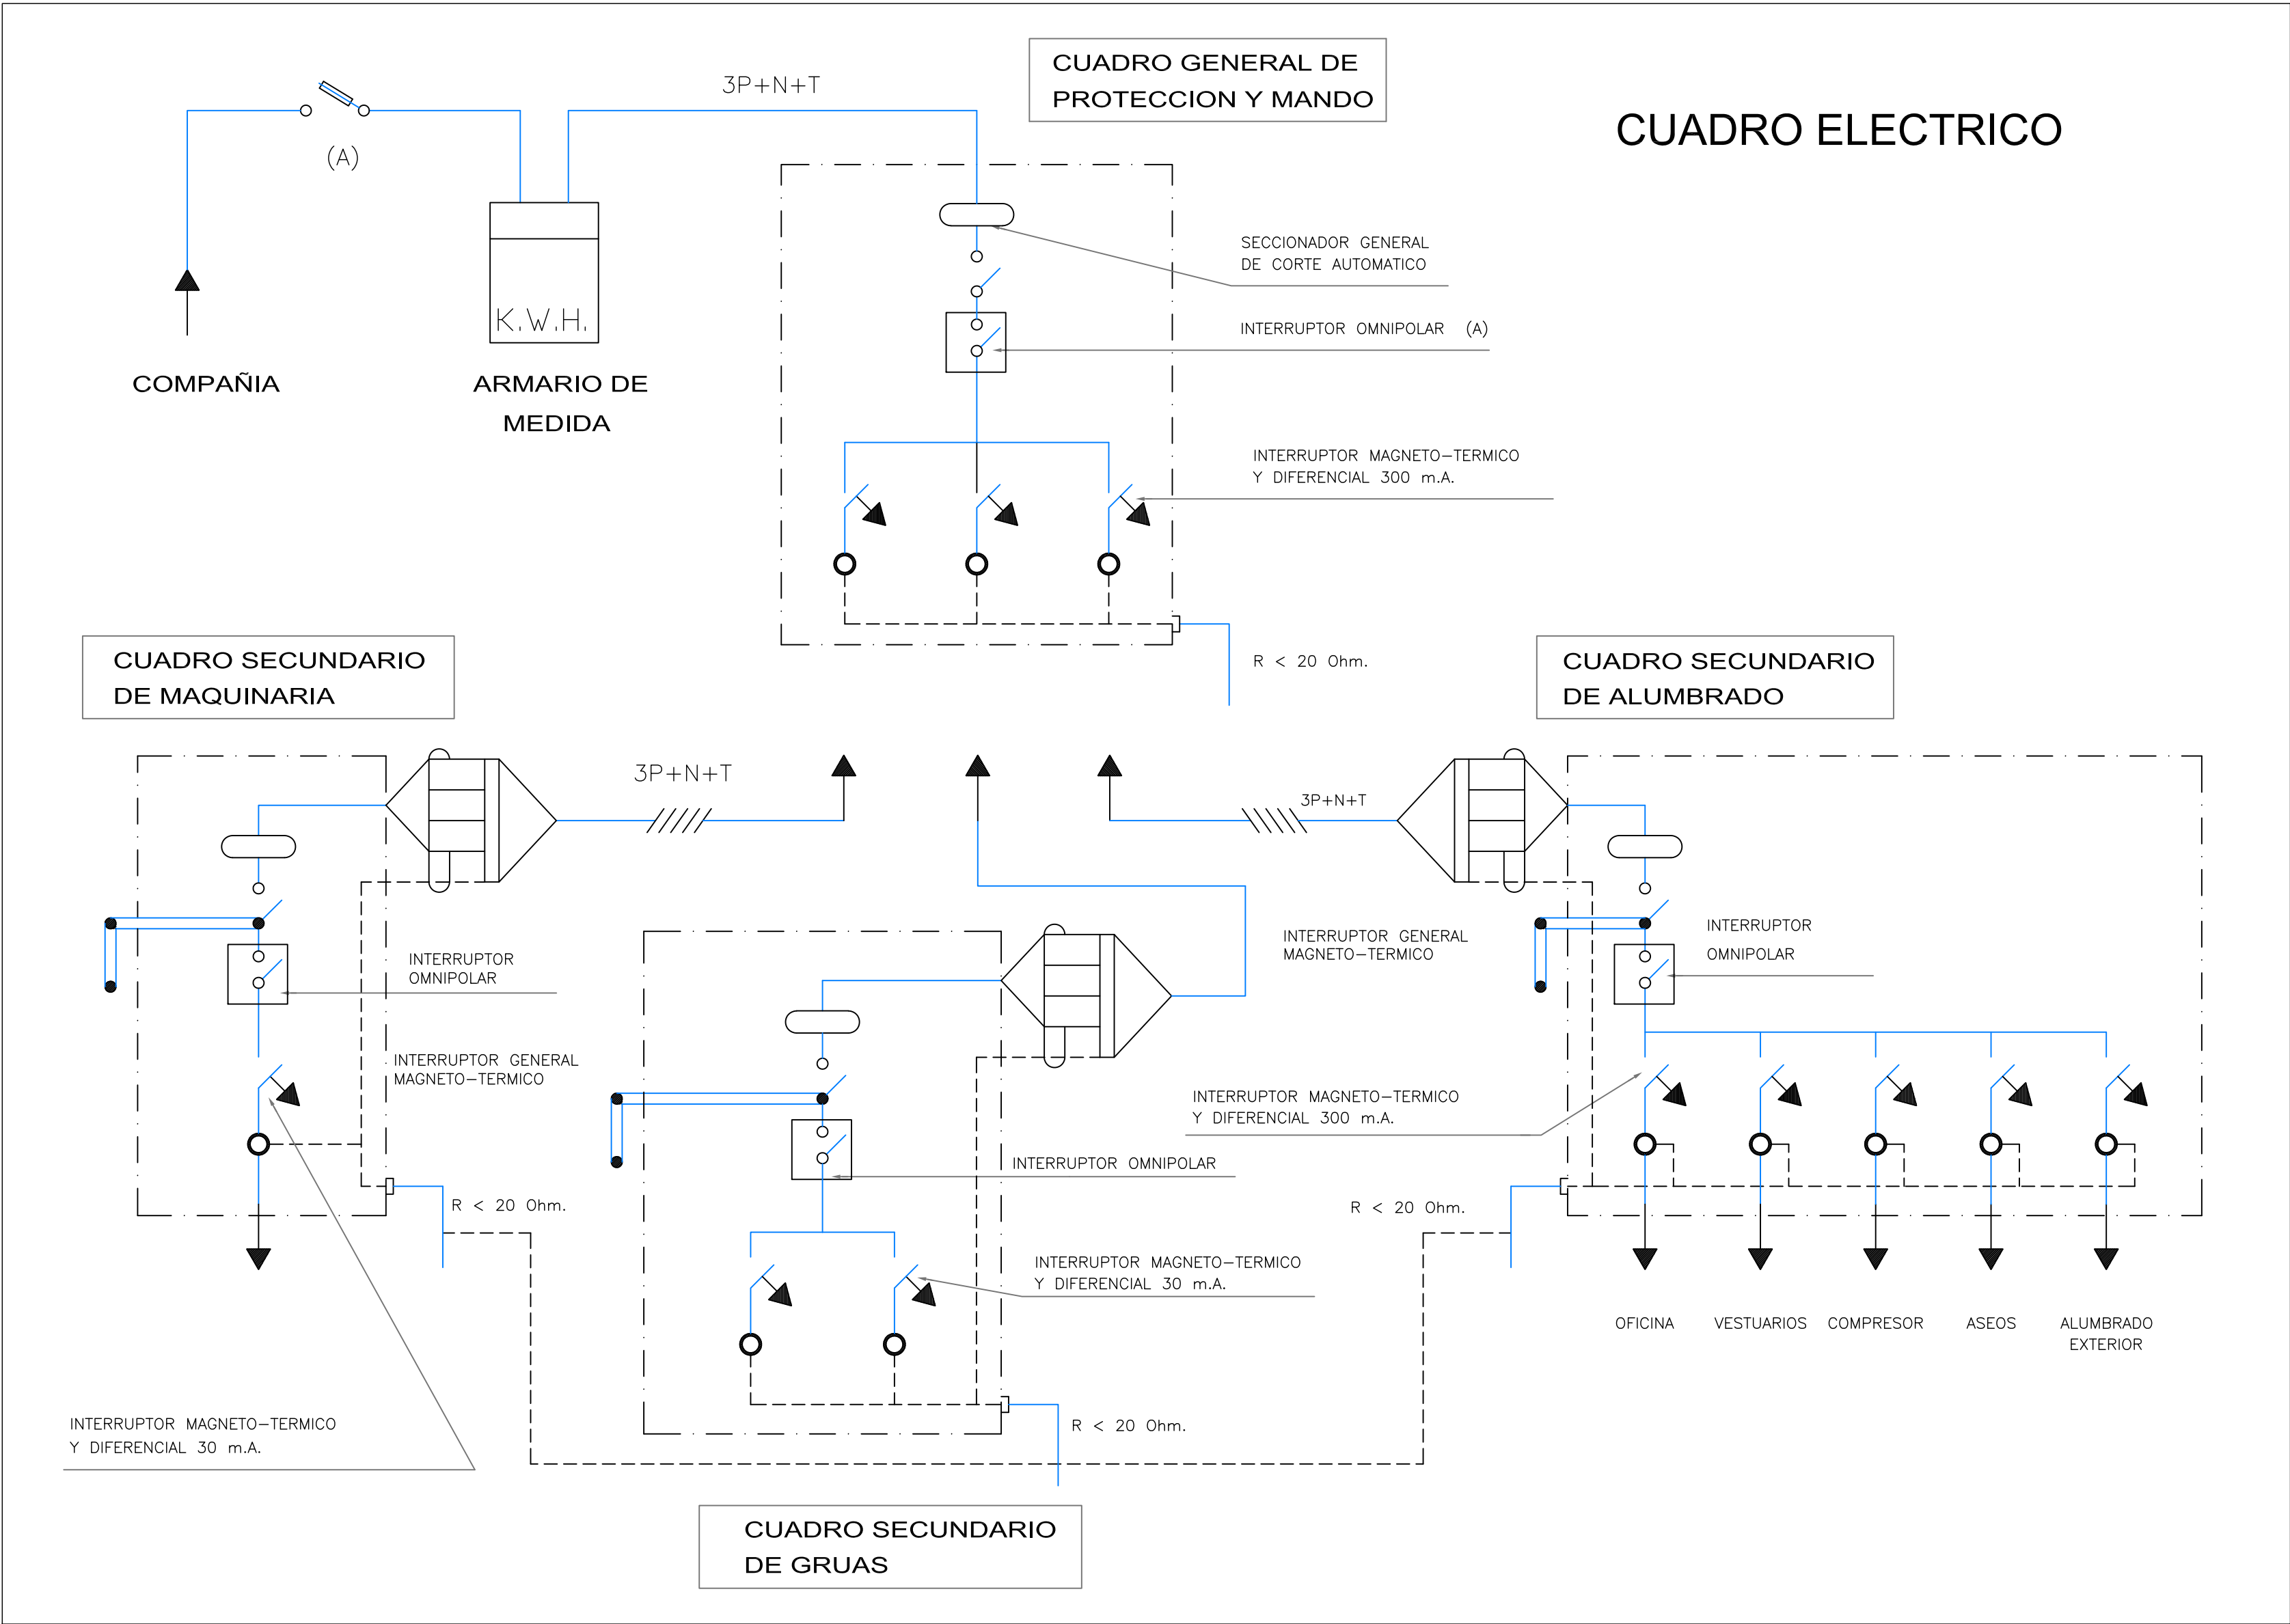 CUADRO GENERAL DE
PROTECCION Y MANDO
CUADRO ELECTRICO
3P+N+T
(A)
K.W.H.
COMPAÑIA
ARMARIO DE
MEDIDA
SECCIONADOR GENERAL
DE CORTE AUTOMATICO
INTERRUPTOR OMNIPOLAR (A)
INTERRUPTOR MAGNETO-TERMICO
Y DIFERENCIAL 300 m.A.
R < 20 Ohm.
CUADRO SECUNDARIO
DE MAQUINARIA
CUADRO SECUNDARIO
DE ALUMBRADO
3P+N+T
3P+N+T
INTERRUPTOR
OMNIPOLAR
INTERRUPTOR GENERAL
MAGNETO-TERMICO
INTERRUPTOR GENERAL
MAGNETO-TERMICO
INTERRUPTOR
OMNIPOLAR
INTERRUPTOR MAGNETO-TERMICO
Y DIFERENCIAL 300 m.A.
INTERRUPTOR OMNIPOLAR
R < 20 Ohm.
R < 20 Ohm.
INTERRUPTOR MAGNETO-TERMICO
Y DIFERENCIAL 30 m.A.
OFICINA
VESTUARIOS
COMPRESOR
ASEOS
ALUMBRADO
EXTERIOR
INTERRUPTOR MAGNETO-TERMICO
Y DIFERENCIAL 30 m.A.
R < 20 Ohm.
CUADRO SECUNDARIO
DE GRUAS